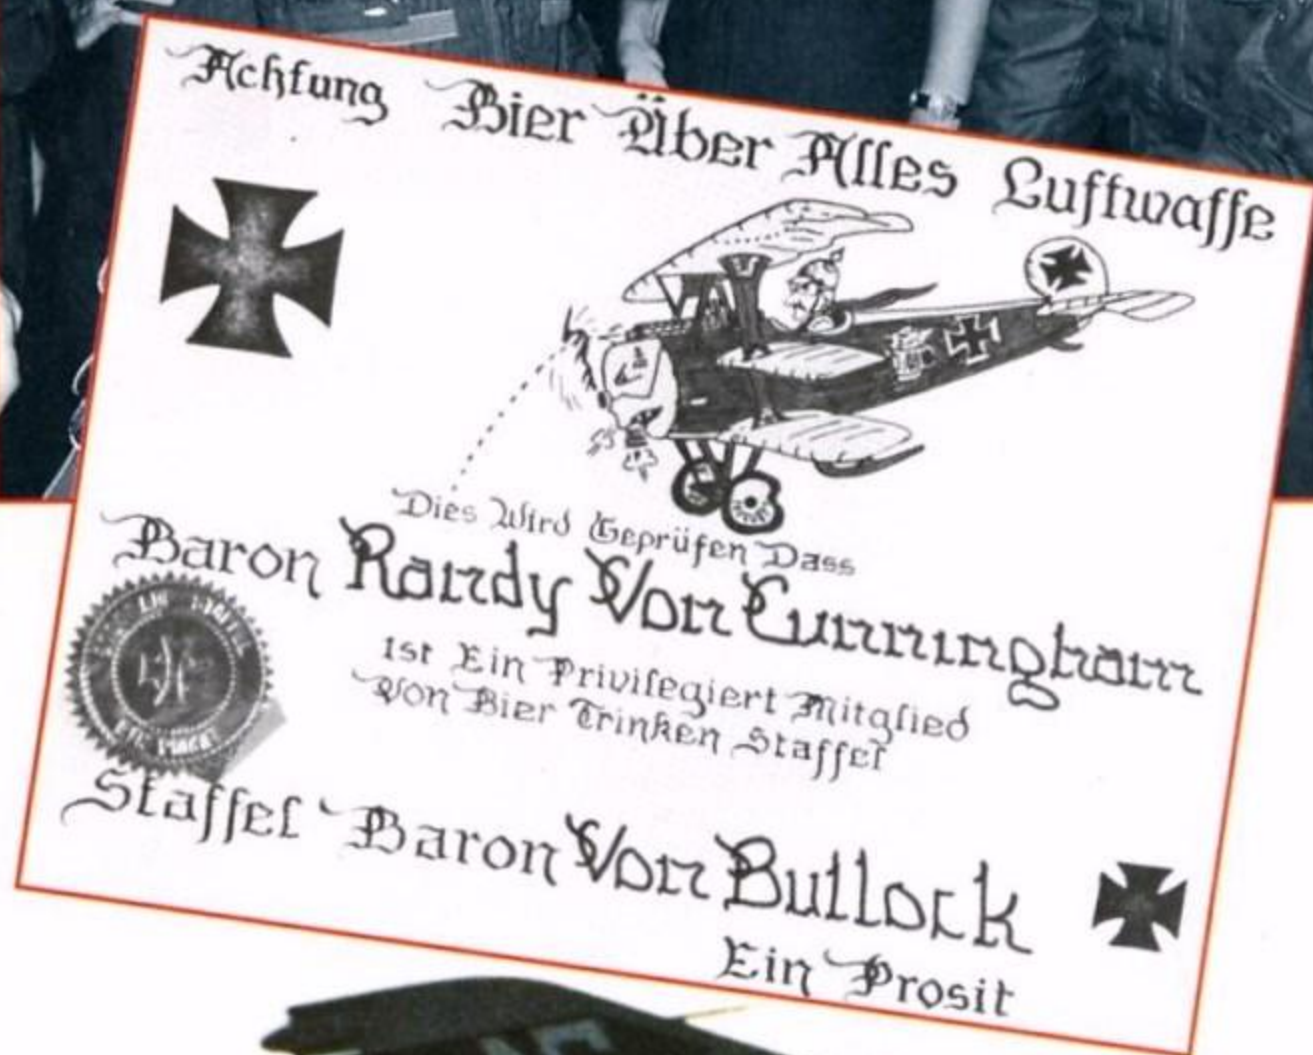 Achtung Bier Über Alles Luftwaffe
Dies Wird Geprüfen Dass
Baron Randy Von Cunningham
ist Ein Privilegiert Mitglied
Von Bier Trinken Staffel
Staffel Baron Von Bullock
Ein Prosit